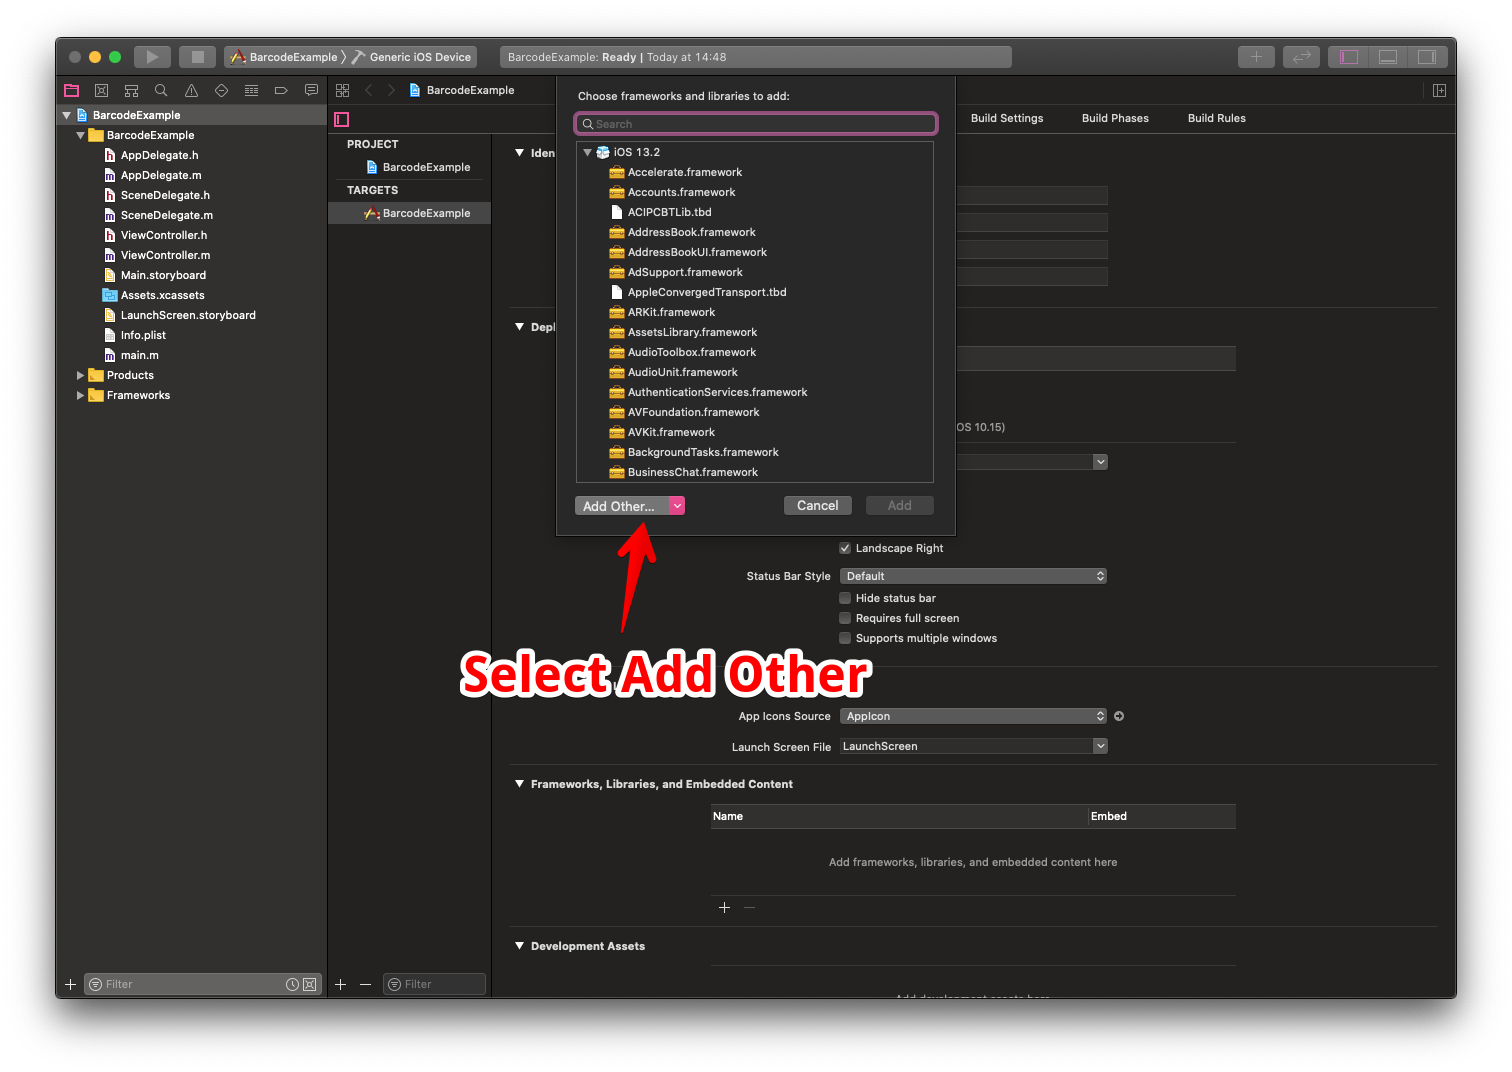 BarcodeExample
Generic iOS Device
BarcodeExample: Ready | Today at 14:48
BarcodeExample
BarcodeExample
BarcodeExample
AppDelegate.h
AppDelegate.m
SceneDelegate.h
SceneDelegate.m
ViewController.h
ViewController.m
Main.storyboard
Assets.xcassets
LaunchScreen.storyboard
Info.plist
main.m
Products
Frameworks
Filter
PROJECT
BarcodeExample
TARGETS
BarcodeExample
Filter
Choose frameworks and libraries to add:
Search
iOS 13.2
Accelerate.framework
Accounts.framework
ACIPCBTLib.tbd
AddressBook.framework
AddressBookUI.framework
AdSupport.framework
AppleConvergedTransport.tbd
ARKit.framework
AssetsLibrary.framework
AudioToolbox.framework
AudioUnit.framework
AuthenticationServices.framework
AVFoundation.framework
AVKit.framework
BackgroundTasks.framework
BusinessChat.framework
Add Other...
Cancel
Add
Build Settings
Build Phases
Build Rules
Iden
Depl
OS 10.15)
Landscape Right
Status Bar Style
Default
Hide status bar
Requires full screen
Supports multiple windows
Select Add Other
App Icons Source
AppIcon
Launch Screen File
LaunchScreen
Frameworks, Libraries, and Embedded Content
Name
Embed
Add frameworks, libraries, and embedded content here
Development Assets
Add development assets here